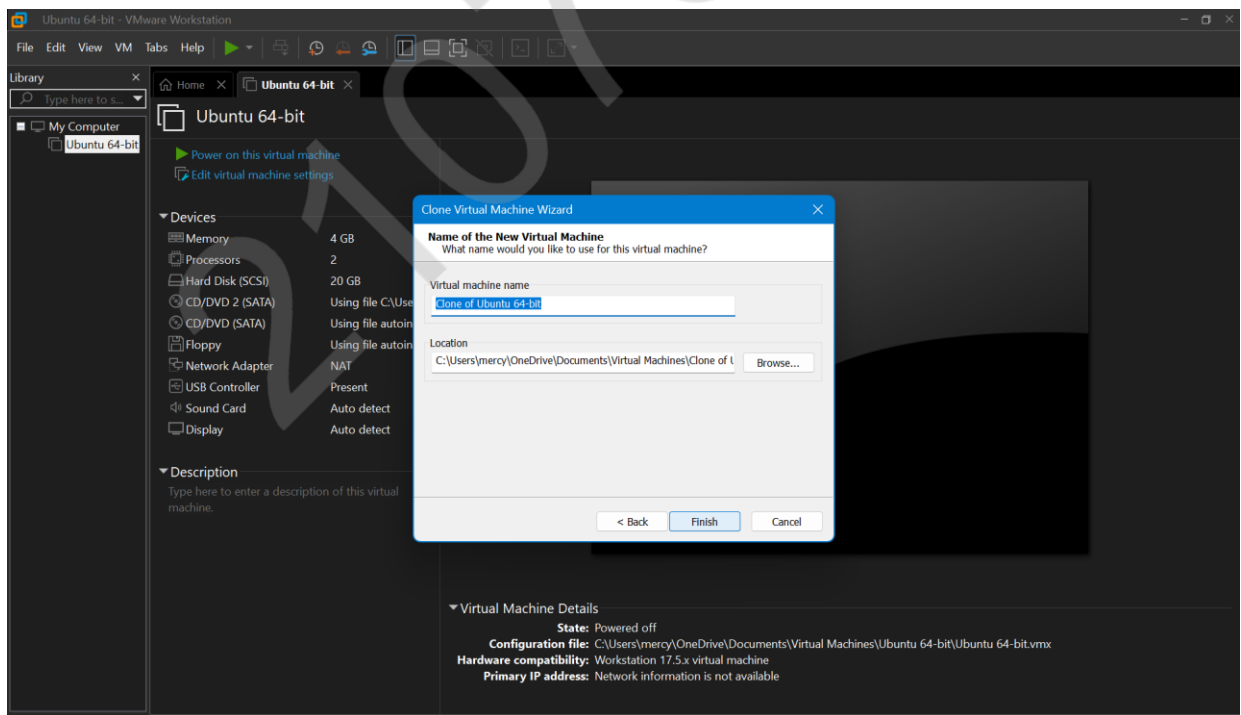 Ubuntu 64-bit - VMware Workstation
File Edit View VM Tabs Help
Library
Type here to s...
My Computer
Ubuntu 64-bit
Home
Ubuntu 64-bit
Ubuntu 64-bit
Power on this virtual machine
Edit virtual machine settings
Devices
Memory 4 GB
Processors 2
Hard Disk (SCSI) 20 GB
CD/DVD 2 (SATA) Using file C:\Use
CD/DVD (SATA) Using file autoin
Floppy Using file autoin
Network Adapter NAT
USB Controller Present
Sound Card Auto detect
Display Auto detect
Description
Type here to enter a description of this virtual
machine.
Clone Virtual Machine Wizard
Name of the New Virtual Machine
What name would you like to use for this virtual machine?
Virtual machine name
Clone of Ubuntu 64-bit
Location
C:\Users\mercy\OneDrive\Documents\Virtual Machines\Clone of U
Browse...
< Back Finish Cancel
Virtual Machine Details
State: Powered off
Configuration file: C:\Users\mercy\OneDrive\Documents\Virtual Machines\Ubuntu 64-bit\Ubuntu 64-bit.vmx
Hardware compatibility: Workstation 17.5.x virtual machine
Primary IP address: Network information is not available